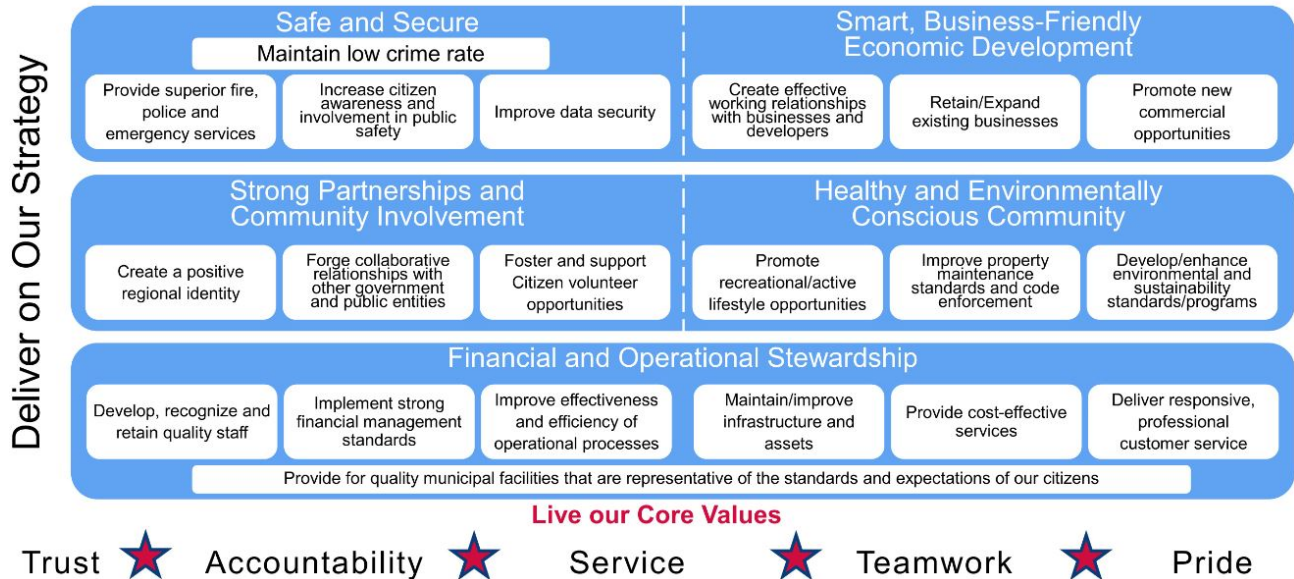 Deliver on Our Strategy
Safe and Secure
Maintain low crime rate
Provide superior fire,
police and
emergency services
Increase citizen
awareness and
involvement in public
safety
Improve data security
Smart, Business-Friendly
Economic Development
Create effective
working relationships
with businesses and
developers
Retain/Expand
existing businesses
Promote new
commercial
opportunities
Strong Partnerships and
Community Involvement
Create a positive
regional identity
Forge collaborative
relationships with
other government
and public entities
Foster and support
Citizen volunteer
opportunities
Healthy and Environmentally
Conscious Community
Promote
recreational/active
lifestyle opportunities
Improve property
maintenance
standards and code
enforcement
Develop/enhance
environmental and
sustainability
standards/programs
Financial and Operational Stewardship
Develop, recognize and
retain quality staff
Implement strong
financial management
standards
Improve effectiveness
and efficiency of
operational processes
Maintain/improve
infrastructure and
assets
Provide cost-effective
services
Deliver responsive,
professional
customer service
Provide for quality municipal facilities that are representative of the standards and expectations of our citizens
Live our Core Values
Trust Accountability Service Teamwork Pride